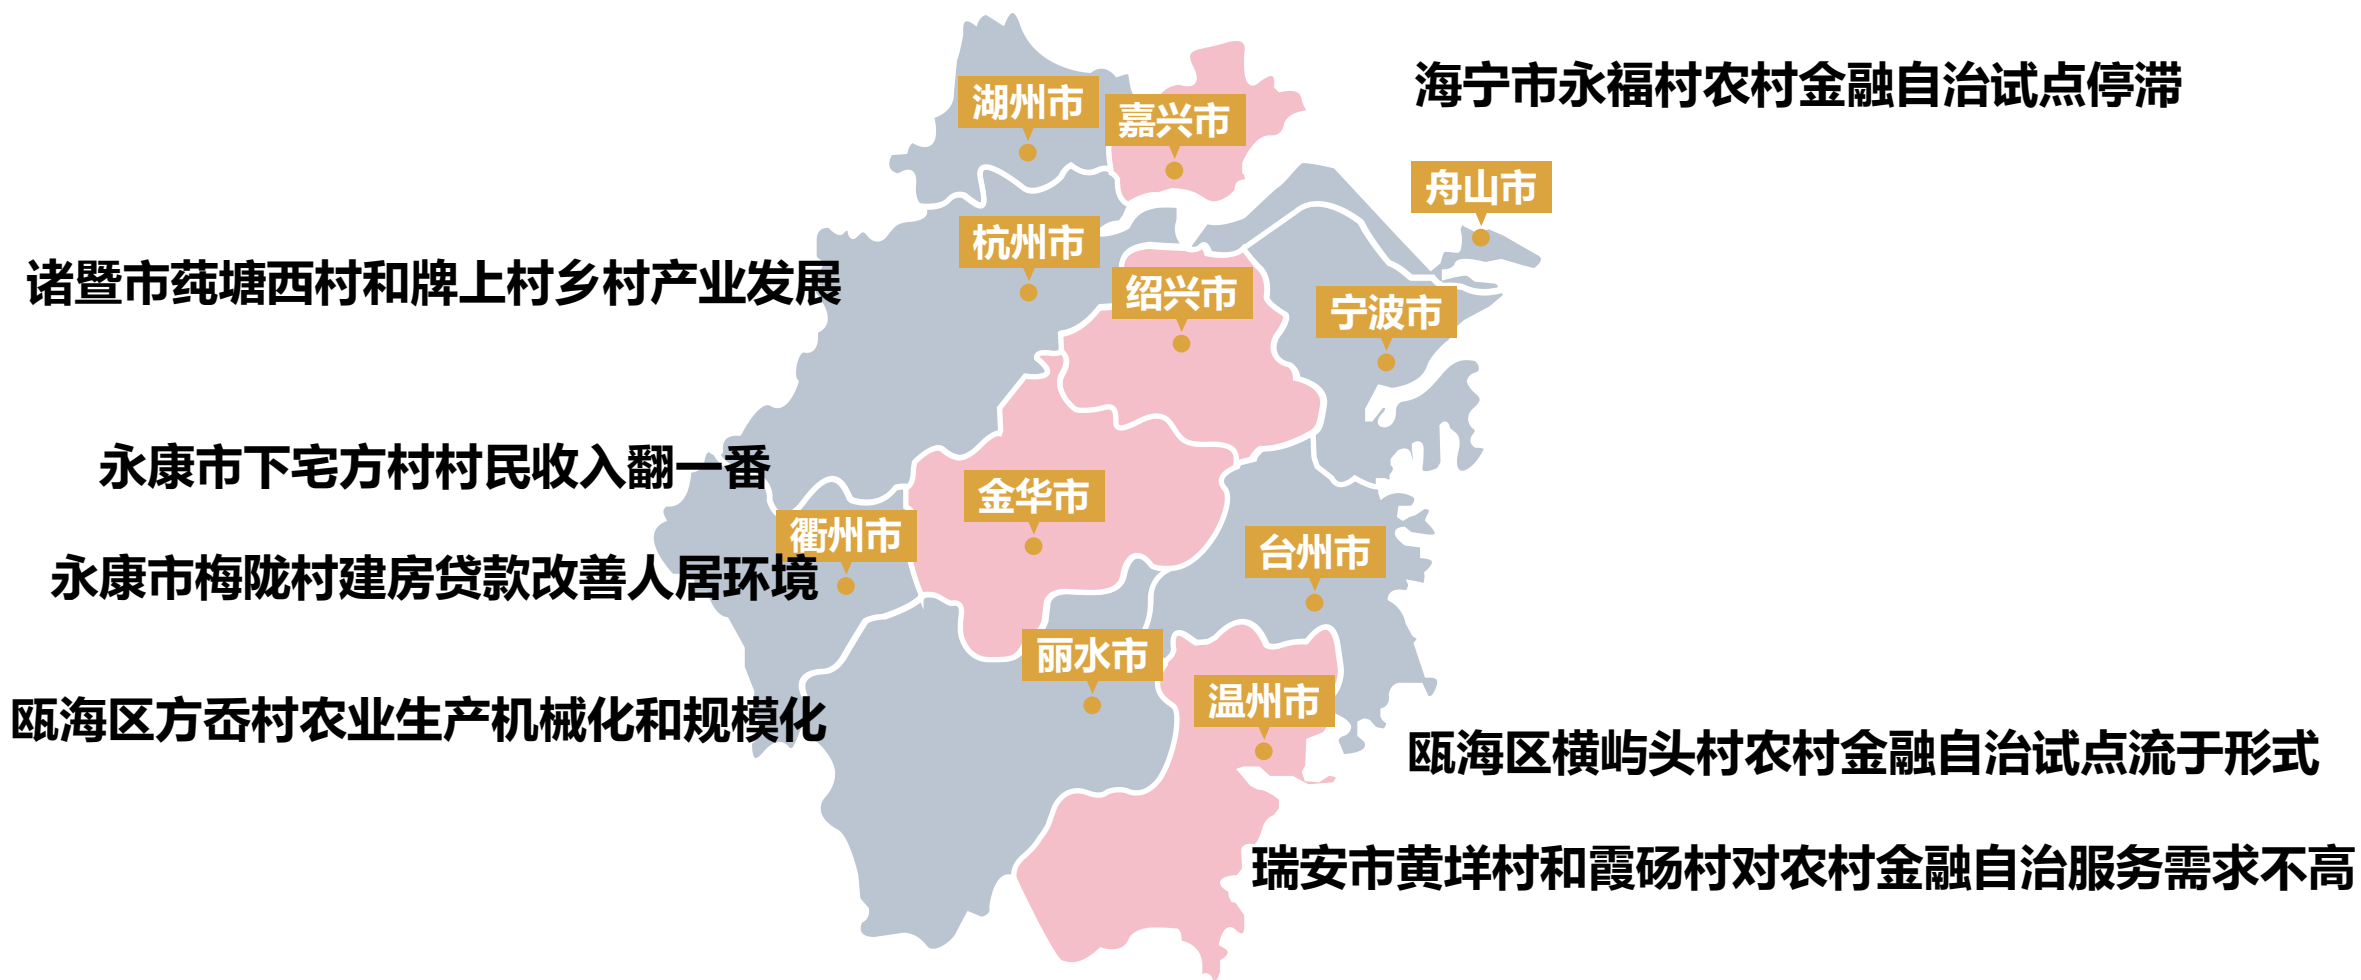 海宁市永福村农村金融自治试点停滞
湖州市
嘉兴市
舟山市
杭州市
诸暨市莼塘西村和牌上村乡村产业发展
绍兴市
宁波市
永康市下宅方村村民收入翻一番
金华市
衢州市
台州市
永康市梅陇村建房贷款改善人居环境
丽水市
温州市
瓯海区方岙村农业生产机械化和规模化
瓯海区横屿头村农村金融自治试点流于形式
瑞安市黄垟村和霞砀村对农村金融自治服务需求不高